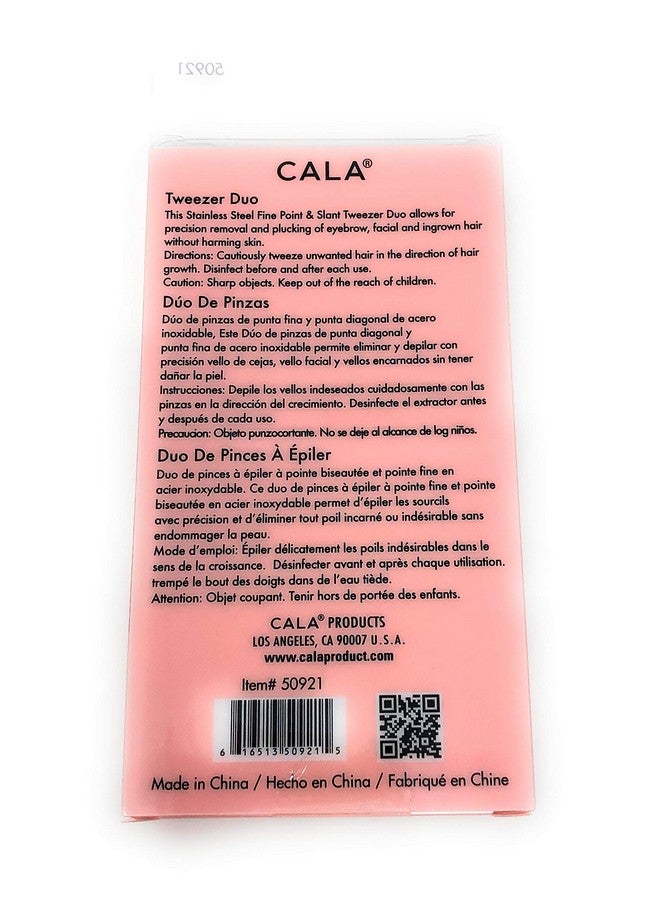 50921
CALA®
Tweezer Duo
This Stainless Steel Fine Point & Slant Tweezer Duo allows for
precision removal and plucking of eyebrow, facial and ingrown hair
without harming skin.
Directions: Cautiously tweeze unwanted hair in the direction of hair
growth. Disinfect before and after each use.
Caution: Sharp objects. Keep out of the reach of children.
Dúo De Pinzas
Dúo de pinzas de punta fina y punta diagonal de acero
inoxidable, Este Dúo de pinzas de punta diagonal y
punta fina de acero inoxidable permite eliminar y depilar con
precisión vello de cejas, vello facial y vellos encarnados sin tener
dañar la piel.
Instrucciones: Depile los vellos indeseados cuidadosamente con las
pinzas en la dirección del crecimiento. Desinfecte el extractor antes
y después de cada uso.
Precaucion: Objeto punzocortante. No se deje al alcance de log niños.
Duo De Pinces À Épiler
Duo de pinces à épiler à pointe biseautée et pointe fine en
acier inoxydable. Ce duo de pinces à épiler à pointe fine et pointe
biseautée en acier inoxydable permet d'épiler les sourcils
avec précision et d'éliminer tout poil incarné ou indésirable sans
endommager la peau.
Mode d'emploi: Épiler délicatement les poils indésirables dans le
sens de la croissance. Désinfecter avant et après chaque utilisation.
trempé le bout des doigts dans de l'eau tiède.
Attention: Objet coupant. Tenir hors de portée des enfants.
CALA® PRODUCTS
LOS ANGELES, CA 90007 U.S.A.
www.calaproduct.com
Item# 50921
6 16513 50921 5
Made in China / Hecho en China / Fabriqué en Chine